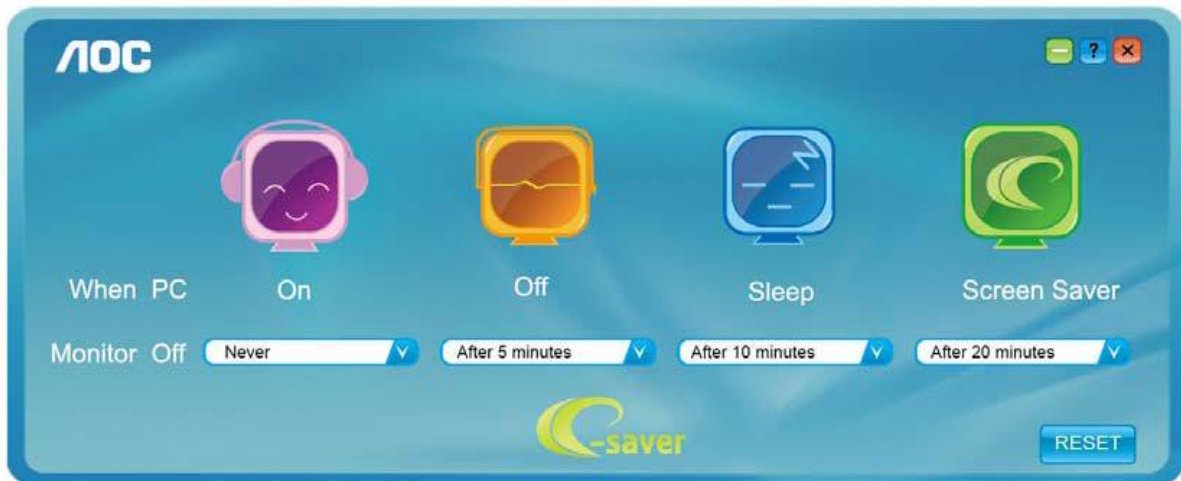 AOC
?
When PC On Off Sleep Screen Saver
Monitor Off Never After 5 minutes After 10 minutes After 20 minutes
e-saver
RESET